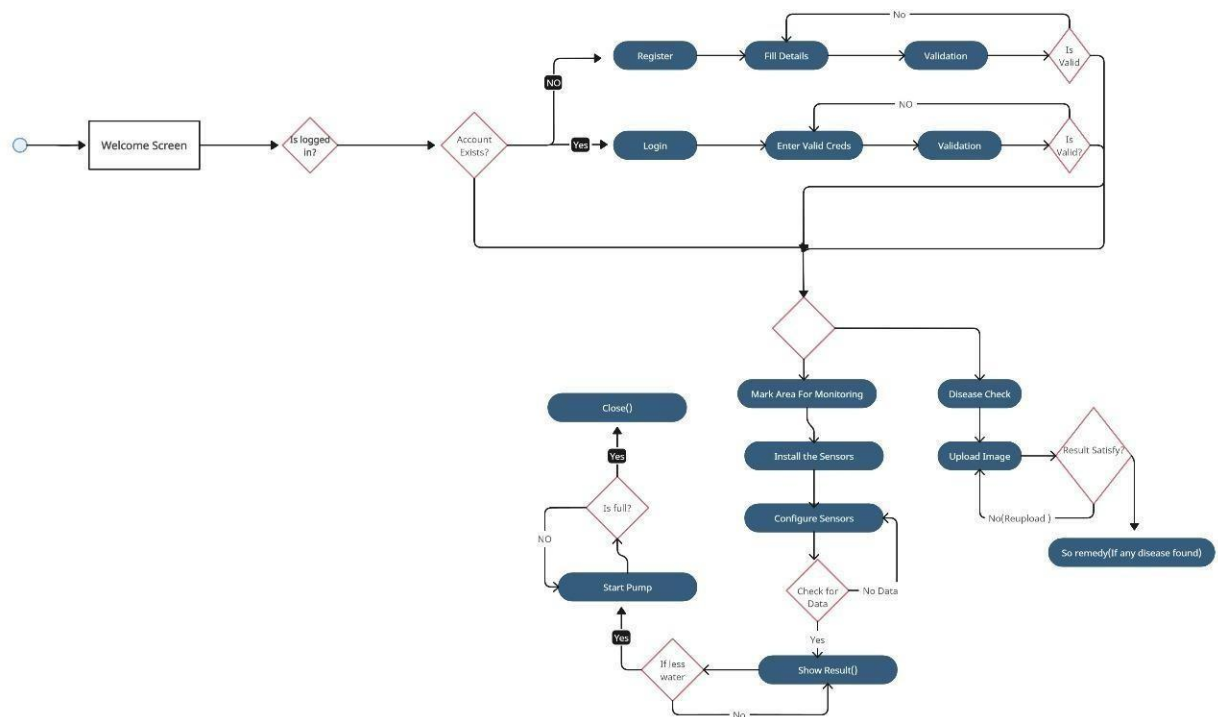 No
Register
Fill Details
Validation
Is
Valid
NO
Welcome Screen
Is logged
in?
Account
Exists?
Yes
Login
NO
Enter Valid Creds
Validation
Is
Valid?
Mark Area For Monitoring
Disease Check
Close()
Yes
Install the Sensors
Upload Image
Result Satisfy?
Is full?
NO
Configure Sensors
No(Reupload )
So remedy(If any disease found)
Start Pump
Check for
Data
No Data
Yes
Yes
If less
water
Show Result()
No